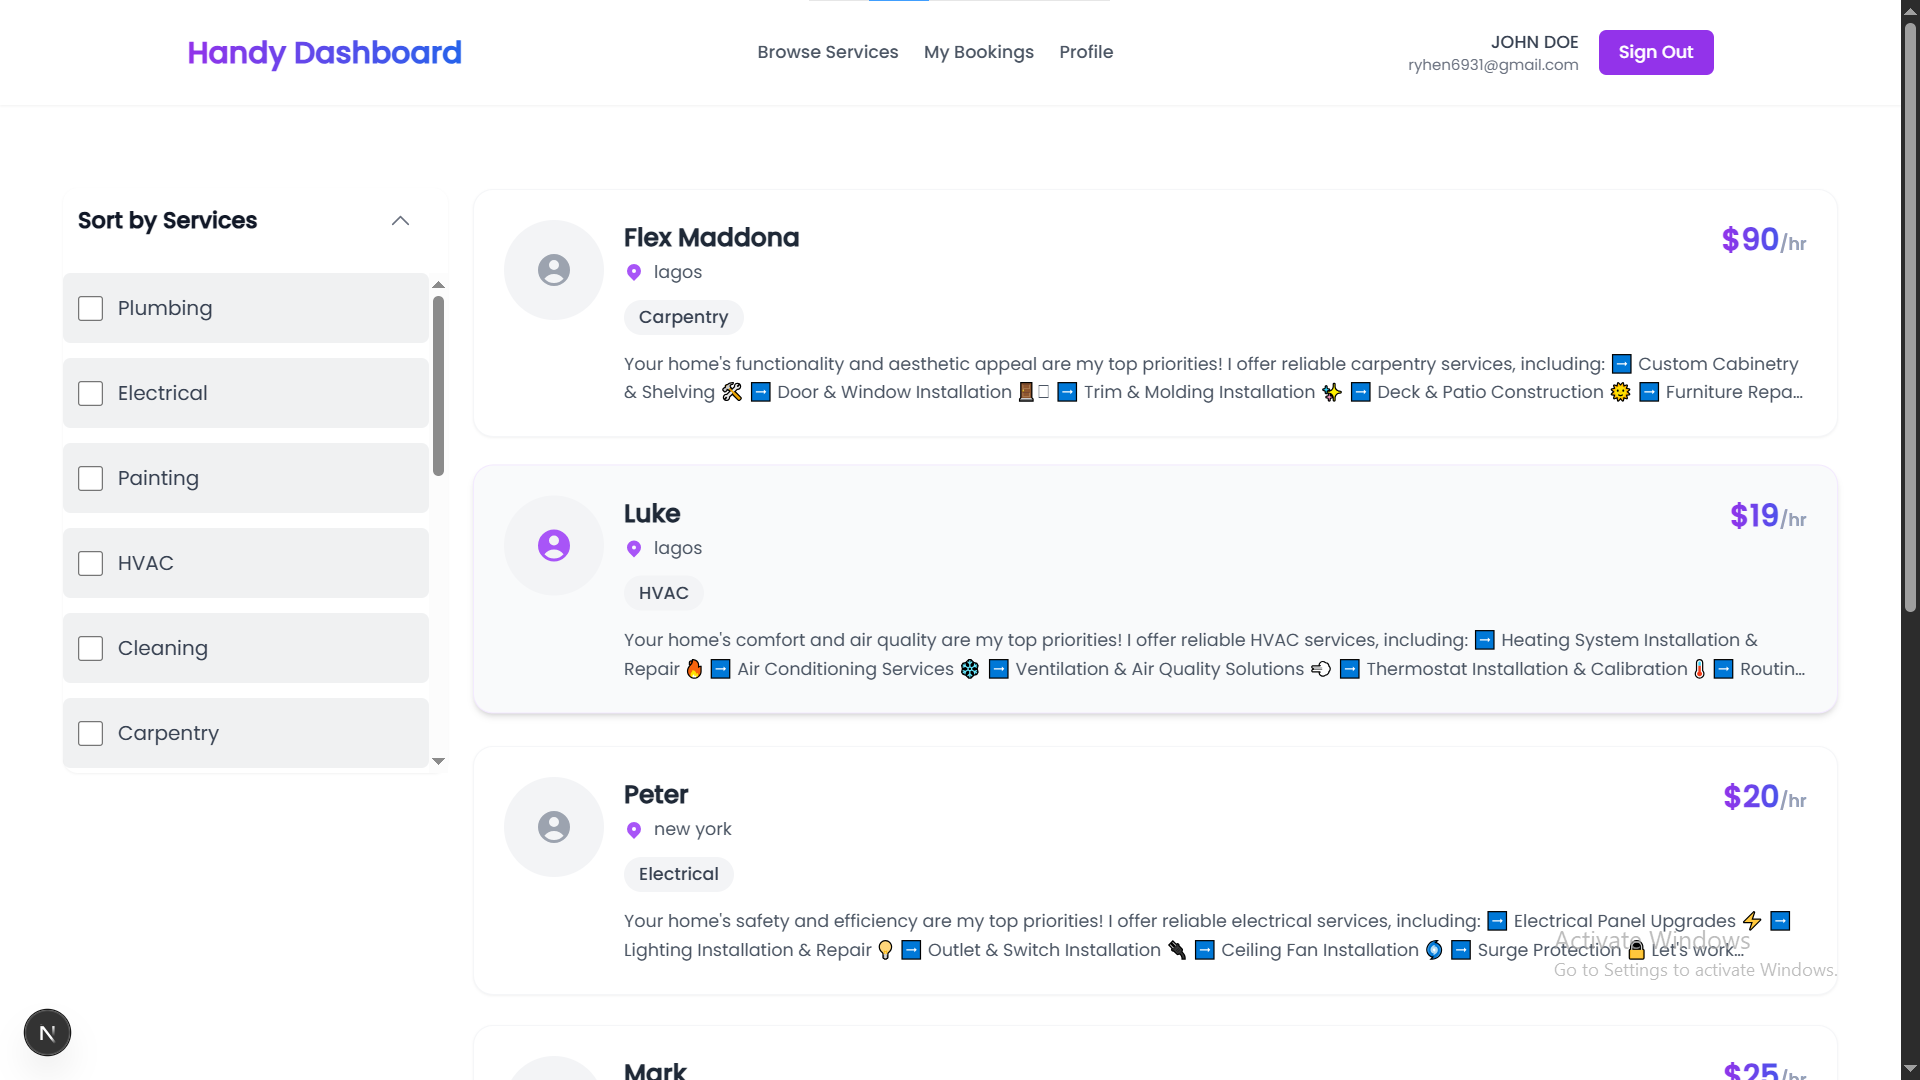 Handy Dashboard
Browse Services
My Bookings
Profile
JOHN DOE
ryhen6931@gmail.com
Sign Out
Sort by Services
Plumbing
Electrical
Painting
HVAC
Cleaning
Carpentry
Flex Maddona
$90/hr
lagos
Carpentry
Your home's functionality and aesthetic appeal are my top priorities! I offer reliable carpentry services, including: ➡️ Custom Cabinetry
& Shelving 🛠️ ➡️ Door & Window Installation 🚪 ➡️ Trim & Molding Installation ✨ ➡️ Deck & Patio Construction 🌞 ➡️ Furniture Repa...
Luke
$19/hr
lagos
HVAC
Your home's comfort and air quality are my top priorities! I offer reliable HVAC services, including: ➡️ Heating System Installation &
Repair 🔥 ➡️ Air Conditioning Services ❄️ ➡️ Ventilation & Air Quality Solutions 💨 ➡️ Thermostat Installation & Calibration 🌡️ ➡️ Routin...
Peter
$20/hr
new york
Electrical
Your home's safety and efficiency are my top priorities! I offer reliable electrical services, including: ➡️ Electrical Panel Upgrades ⚡ ➡️
Lighting Installation & Repair 💡 ➡️ Outlet & Switch Installation 🔌 ➡️ Ceiling Fan Installation 🌀 ➡️ Surge Protection 🔒 Let's work...
Activate Windows
Go to Settings to activate Windows.
N
Mark
$25/hr